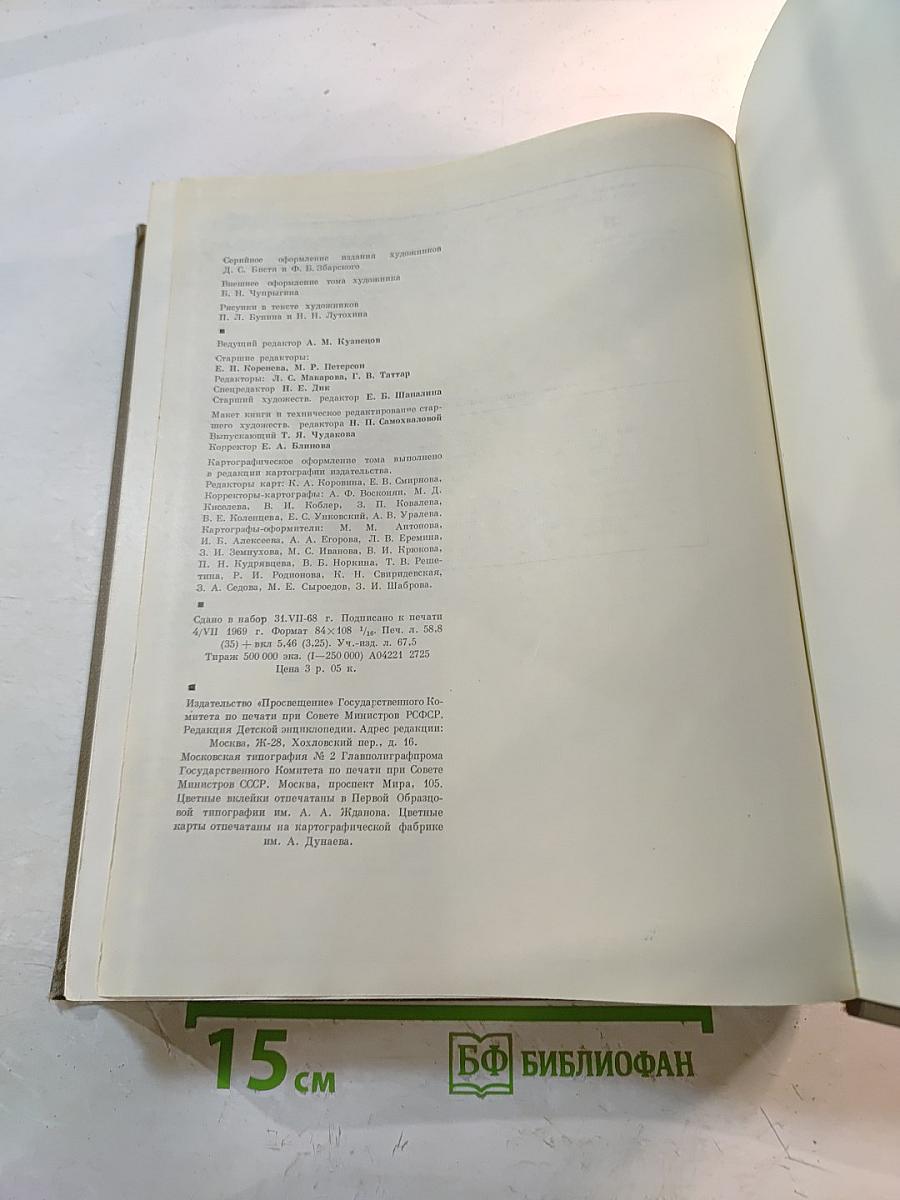 Серийное оформление издания художников
Д. С. Бисти и Ф. Б. Збарского
Внешнее оформление тома художника
Б. Н. Чупрыгина
Рисунки в тексте художников
П. Л. Бунина и Н. Н. Лутохина
Ведущий редактор А. М. Кузнецов
Старшие редакторы:
Е. П. Коренева, М. Р. Петерсон
Редакторы: Л. С. Макарова, Г. В. Таттар
Спецредактор Н. Е. Дик
Старший художеств. редактор Е. Б. Шапалина
Макет книги и техническое редактирование стар-
шего художеств. редактора Н. П. Самохваловой
Выпускающий Т. Я. Чудакова
Корректор Е. А. Блинова
Картографическое оформление тома выполнено
в редакции картографии издательства.
Редакторы карт: К. А. Коровина, Е. В. Смирнова,
Корректоры-картографы: А. Ф. Восконян, М. Д.
Киселева, В. И. Коблер, З. П. Ковалева,
В. Е. Коленцева, Е. С. Унковский, А. В. Уралева.
Картографы-оформители: М. М. Антонова,
И. Б. Алексеева, А. А. Егорова, Л. В. Еремина,
З. И. Земнухова, М. С. Иванова, В. И. Крюкова,
П. Н. Кудрявцева, В. Б. Норкина, Т. В. Реше-
тина, Р. И. Родионова, К. Н. Свиридевская,
З. А. Седова, М. Е. Сыроедов, З. И. Шаброва.
Сдано в набор 31.VII-68 г. Подписано к печати
4/VII 1969 г. Формат 84×108 1/16. Печ. л. 58,8
(35) + вкл 5,46 (3,25). Уч.-изд. л. 67,5
Тираж 500 000 экз. (I—250 000) А04221 2725
Цена 3 р. 05 к.
Издательство «Просвещение» Государственного Ко-
митета по печати при Совете Министров РСФСР.
Редакция Детской энциклопедии. Адрес редакции:
Москва, Ж-28, Хохловский пер., д. 16.
Московская типография № 2 Главполиграфпрома
Государственного Комитета по печати при Совете
Министров СССР. Москва, проспект Мира, 105.
Цветные вклейки отпечатаны в Первой Образцо-
вой типографии им. А. А. Жданова. Цветные
карты отпечатаны на картографической фабрике
им. А. Дунаева.
15 см
БФ БИБЛИОФАН